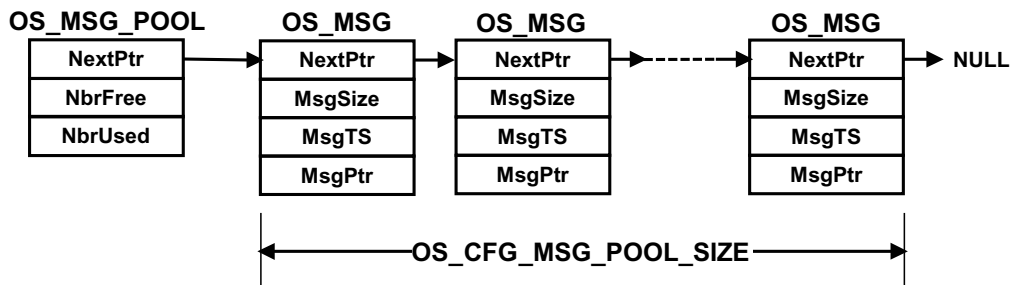 OS_MSG_POOL OS_MSG OS_MSG OS_MSG
NextPtr NextPtr NextPtr NextPtr NULL
NbrFree MsgSize MsgSize MsgSize
NbrUsed MsgTS MsgTS MsgTS
MsgPtr MsgPtr MsgPtr
OS_CFG_MSG_POOL_SIZE